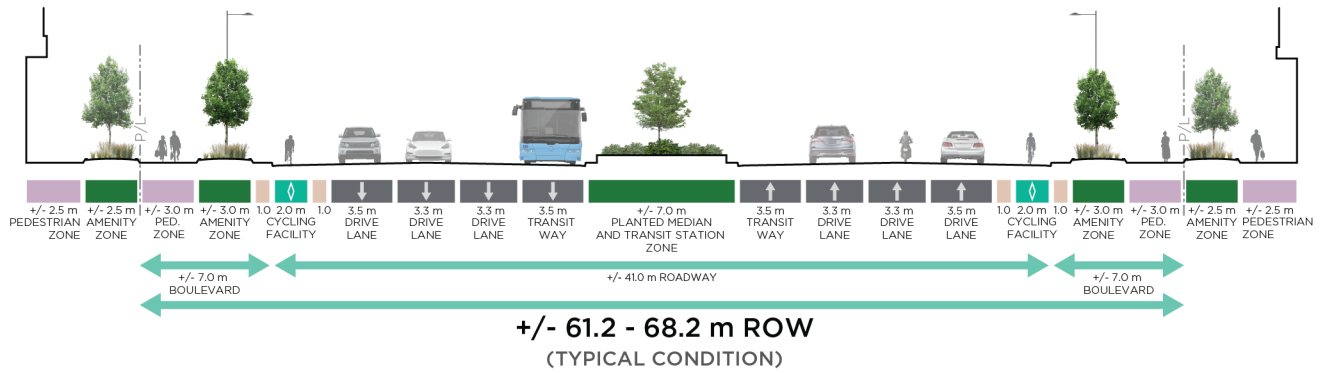 P/L
P/L
+/- 2.5 m
PEDESTRIAN
ZONE
+/- 2.5 m
AMENITY
ZONE
+/- 3.0 m
PED.
ZONE
+/- 3.0 m
AMENITY
ZONE
1.0
2.0 m
CYCLING
FACILITY
1.0
3.5 m
DRIVE
LANE
3.3 m
DRIVE
LANE
3.3 m
DRIVE
LANE
3.5 m
TRANSIT
WAY
+/- 7.0 m
PLANTED MEDIAN
AND TRANSIT STATION
ZONE
3.5 m
TRANSIT
WAY
3.3 m
DRIVE
LANE
3.3 m
DRIVE
LANE
3.5 m
DRIVE
LANE
1.0
2.0 m
CYCLING
FACILITY
1.0
+/- 3.0 m
AMENITY
ZONE
+/- 3.0 m
PED.
ZONE
+/- 2.5 m
AMENITY
ZONE
+/- 2.5 m
PEDESTRIAN
ZONE
+/- 7.0 m
BOULEVARD
+/- 41.0 m ROADWAY
+/- 7.0 m
BOULEVARD
+/- 61.2 - 68.2 m ROW
(TYPICAL CONDITION)